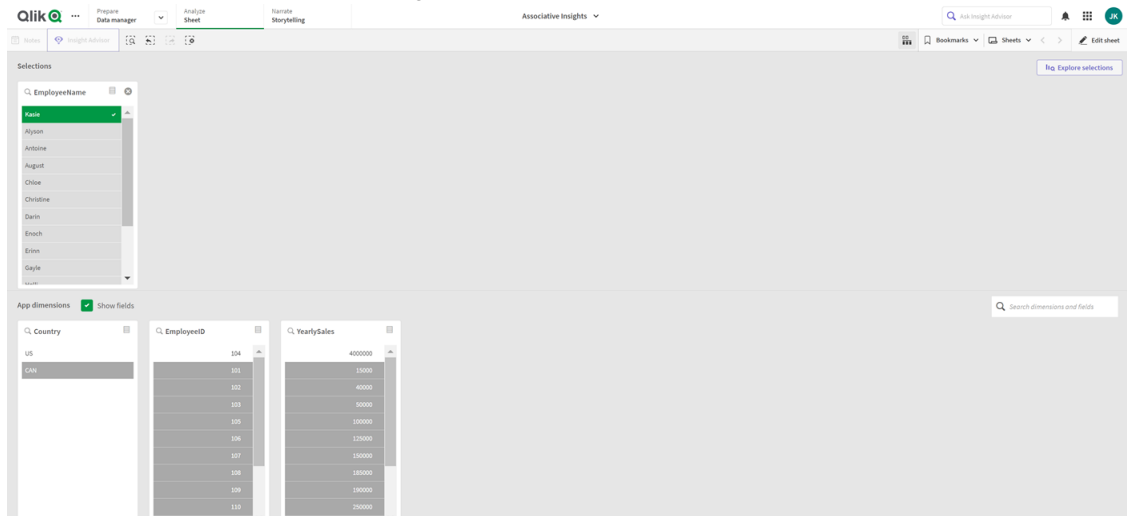 Qlik
Prepare
Data manager
Analyze
Sheet
Narrate
Storytelling
Associative Insights
Ask Insight Advisor
JK
Notes
Insight Advisor
Bookmarks
Sheets
Edit sheet
Selections
Explore selections
EmployeeName
Kasie
Alyson
Antoine
August
Chloe
Christine
Darin
Enoch
Erinn
Gayle
App dimensions
Show fields
Search dimensions and fields
Country
US
CAN
EmployeeID
104
101
102
103
105
106
107
108
109
110
YearlySales
4000000
15000
40000
50000
100000
125000
150000
185000
190000
250000